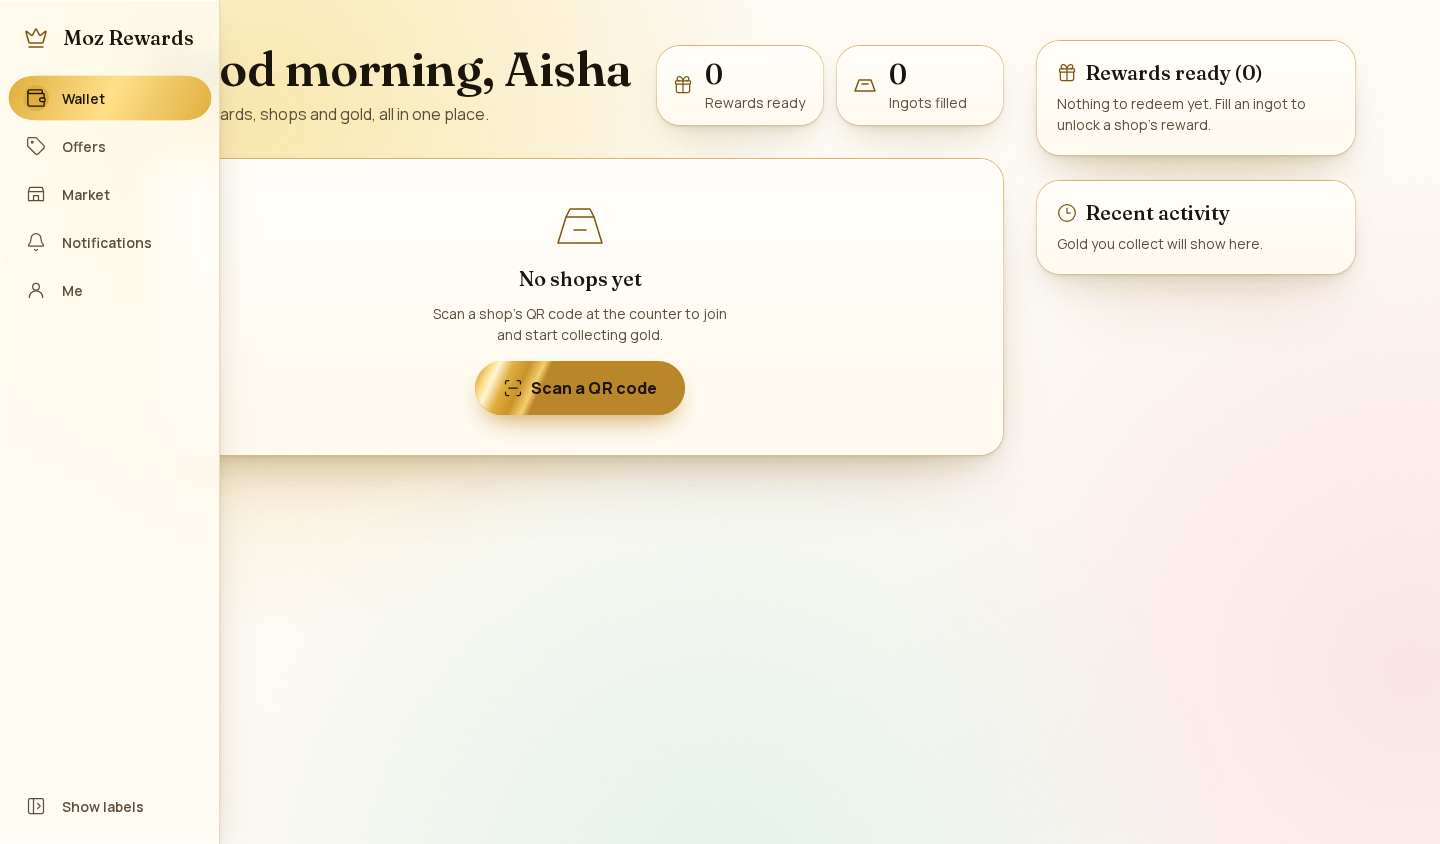 Moz Rewards
Wallet
Offers
Market
Notifications
Me
Show labels
od morning, Aisha
ards, shops and gold, all in one place.
0
Rewards ready
0
Ingots filled
No shops yet
Scan a shop's QR code at the counter to join
and start collecting gold.
Scan a QR code
Rewards ready (0)
Nothing to redeem yet. Fill an ingot to
unlock a shop's reward.
Recent activity
Gold you collect will show here.